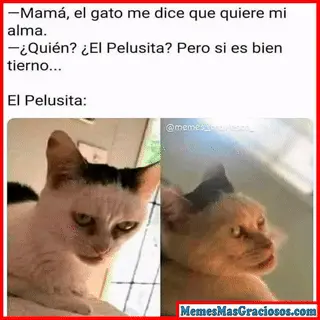 —Mamá, el gato me dice que quiere mi
alma.
—¿Quién? ¿El Pelusita? Pero si es bien
tierno...
El Pelusita:
MemesMasGraciosos.com